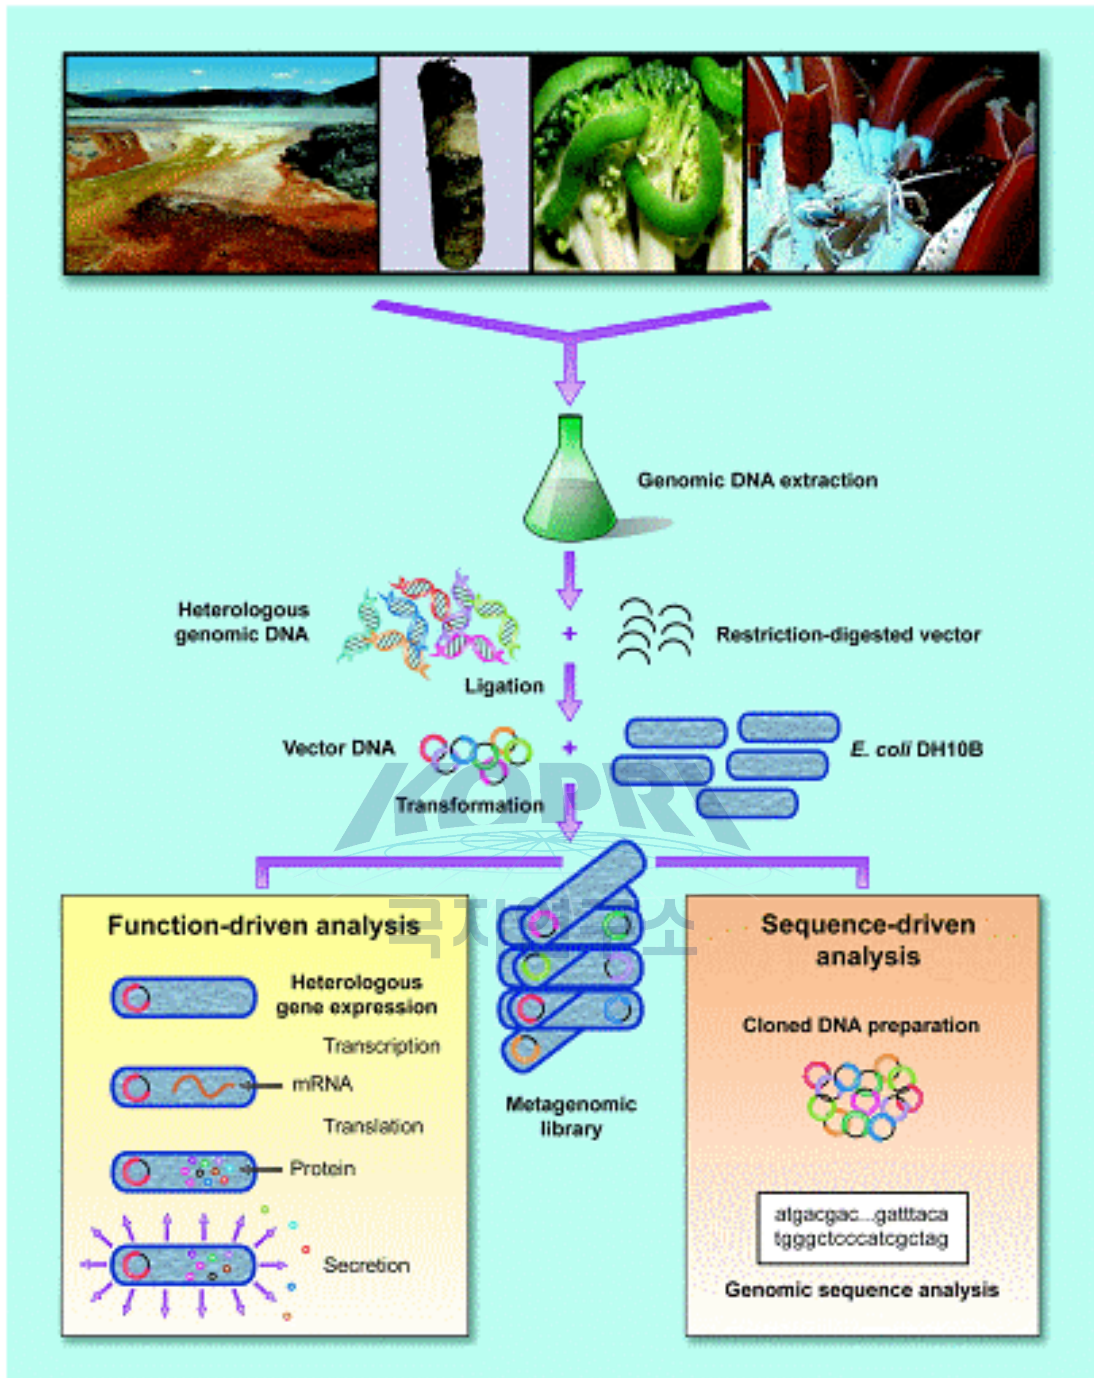 Genomic DNA extraction
Heterologous
genomic DNA
+
Restriction-digested vector
Ligation
Vector DNA
+
E. coli DH10B
Transformation
KOPRI
극지연구소
Function-driven analysis
Heterologous
gene expression
Transcription
mRNA
Translation
Protein
Secretion
Metagenomic
library
Sequence-driven
analysis
Cloned DNA preparation
atgacgac...gatttaca
tgggctcccatcgctag
Genomic sequence analysis